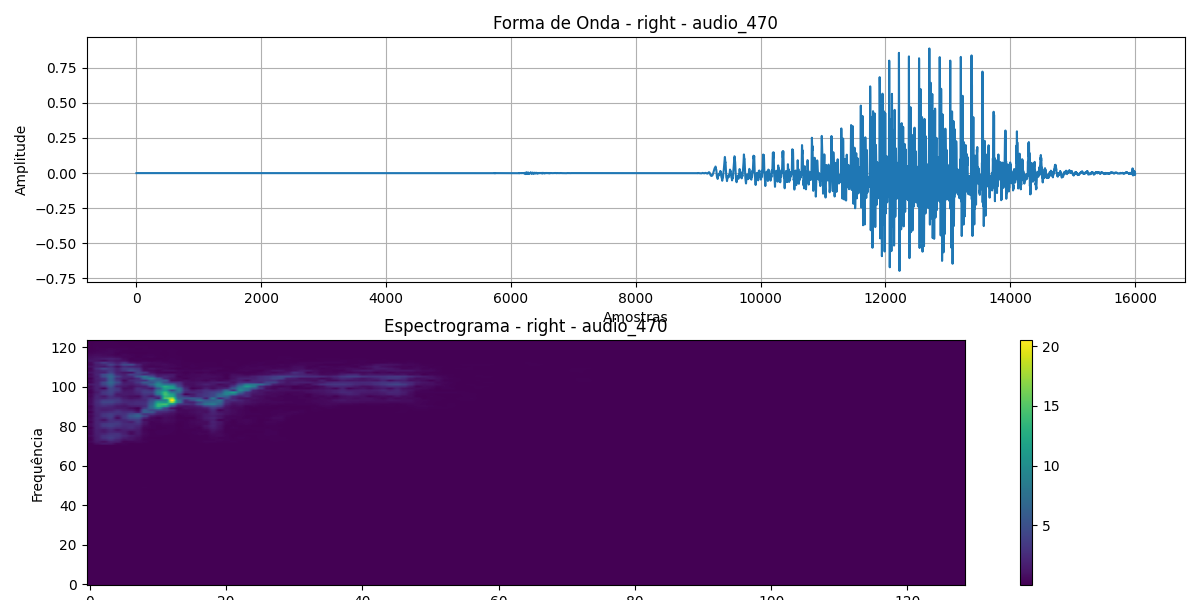 Forma de Onda - right - audio_470
Amplitude
0.75
0.50
0.25
0.00
−0.25
−0.50
−0.75
0 2000 4000 6000 8000 10000 12000 14000 16000
Amostras
Espectrograma - right - audio_470
Frequência
120
100
80
60
40
20
0
0 20 40 60 80 100 120
20
15
10
5